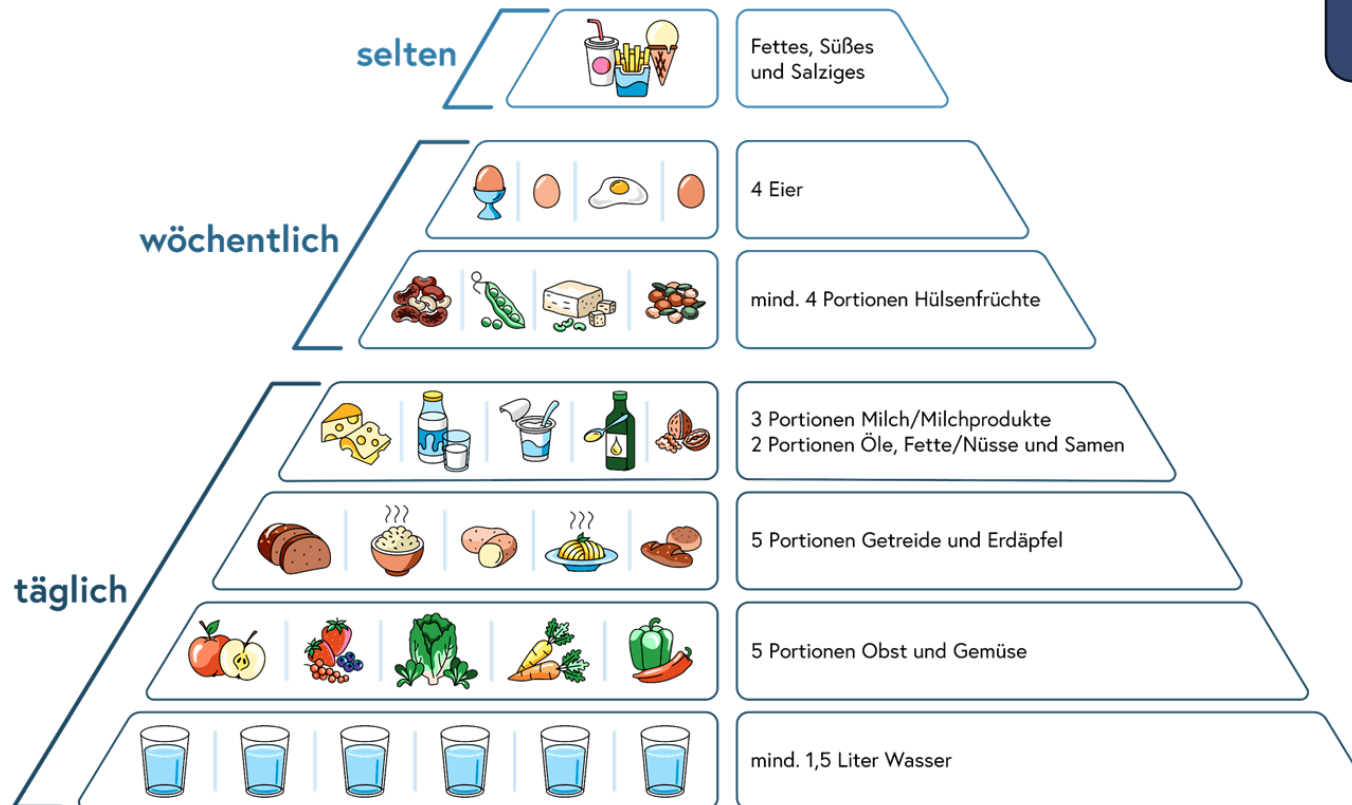 selten
Fettes, Süßes
und Salziges
wöchentlich
4 Eier
mind. 4 Portionen Hülsenfrüchte
täglich
3 Portionen Milch/Milchprodukte
2 Portionen Öle, Fette/Nüsse und Samen
5 Portionen Getreide und Erdäpfel
5 Portionen Obst und Gemüse
mind. 1,5 Liter Wasser